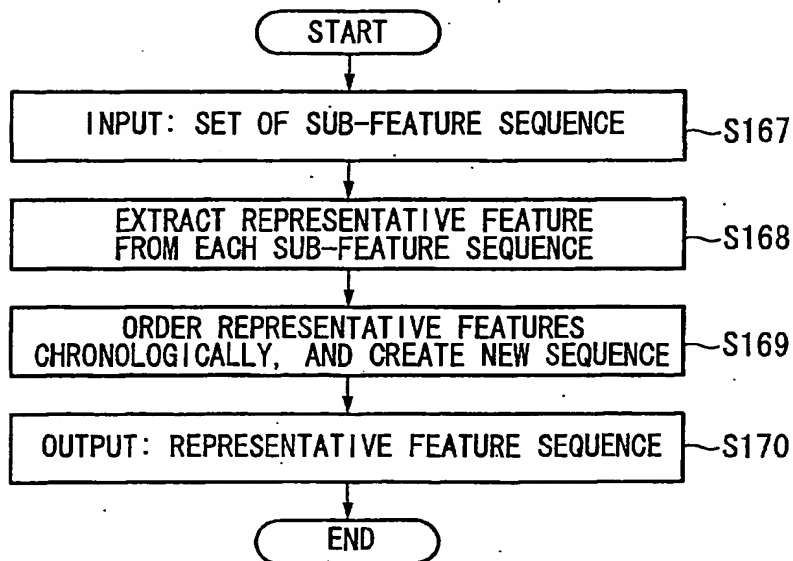 START
INPUT: SET OF SUB-FEATURE SEQUENCE
S167
EXTRACT REPRESENTATIVE FEATURE
FROM EACH SUB-FEATURE SEQUENCE
S168
ORDER REPRESENTATIVE FEATURES
CHRONOLOGICALLY, AND CREATE NEW SEQUENCE
S169
OUTPUT: REPRESENTATIVE FEATURE SEQUENCE
S170
END